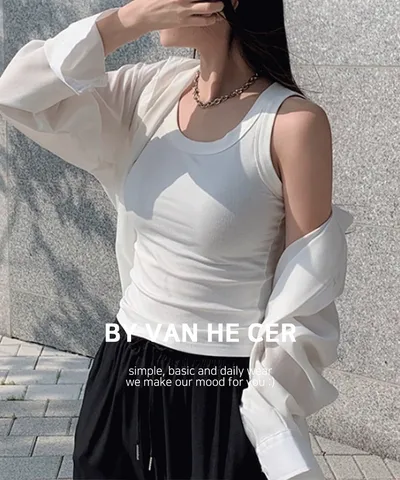 BY VAN HE CER
simple, basic and daily wear
we make our mood for you :)